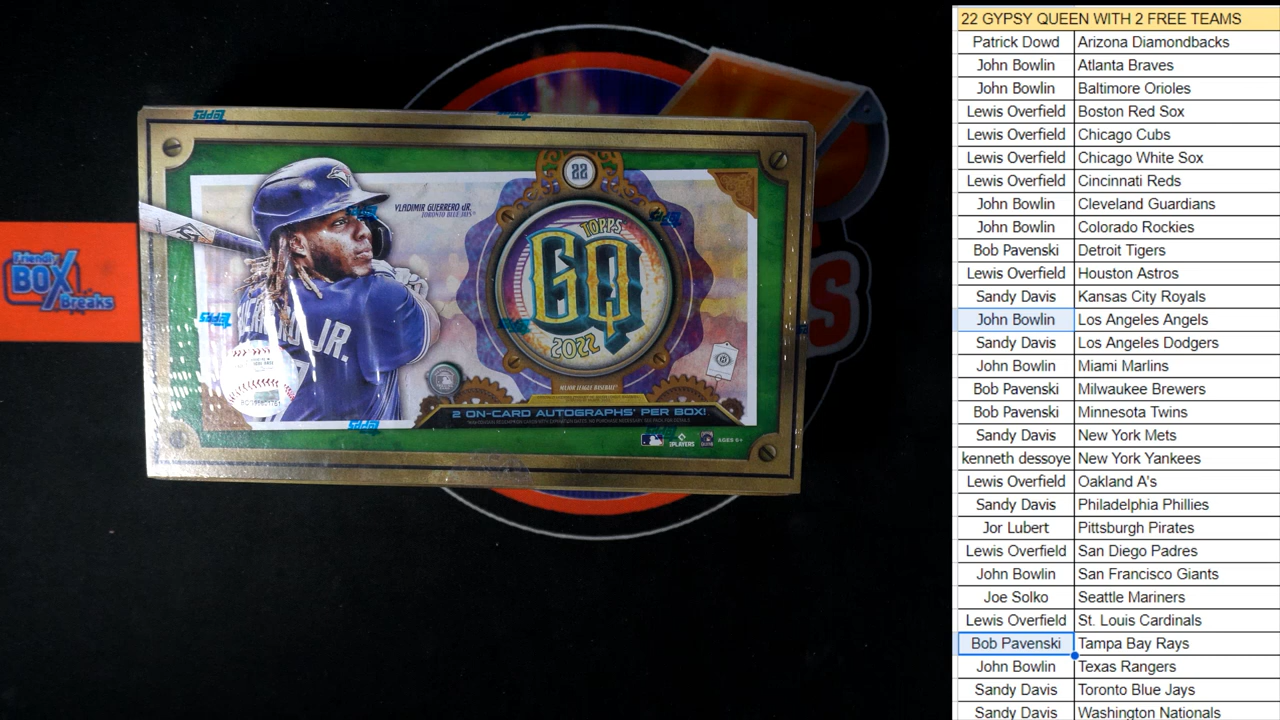 Friendly
BOX
Breaks
22
VLADIMIR GUERRERO JR.
TORONTO BLUE JAYS
TOPPS
GQ
2022
MAJOR LEAGUE BASEBALL
2 ON-CARD AUTOGRAPHS PER BOX!
PLAYERS
AGES 6+
22 GYPSY QUEEN WITH 2 FREE TEAMS
Patrick Dowd Arizona Diamondbacks
John Bowlin Atlanta Braves
John Bowlin Baltimore Orioles
Lewis Overfield Boston Red Sox
Lewis Overfield Chicago Cubs
Lewis Overfield Chicago White Sox
Lewis Overfield Cincinnati Reds
John Bowlin Cleveland Guardians
John Bowlin Colorado Rockies
Bob Pavenski Detroit Tigers
Lewis Overfield Houston Astros
Sandy Davis Kansas City Royals
John Bowlin Los Angeles Angels
Sandy Davis Los Angeles Dodgers
John Bowlin Miami Marlins
Bob Pavenski Milwaukee Brewers
Bob Pavenski Minnesota Twins
Sandy Davis New York Mets
kenneth dessoye New York Yankees
Lewis Overfield Oakland A's
Sandy Davis Philadelphia Phillies
Jor Lubert Pittsburgh Pirates
Lewis Overfield San Diego Padres
John Bowlin San Francisco Giants
Joe Solko Seattle Mariners
Lewis Overfield St. Louis Cardinals
Bob Pavenski Tampa Bay Rays
John Bowlin Texas Rangers
Sandy Davis Toronto Blue Jays
Sandy Davis Washington Nationals